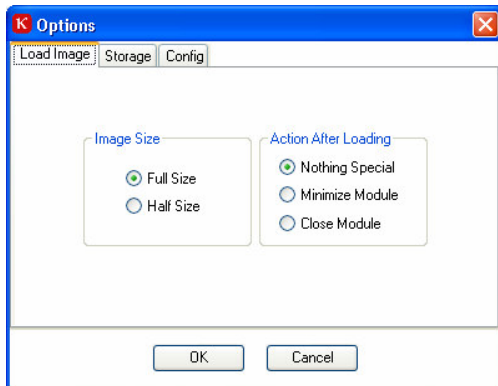 K Options
Load Image Storage Config
Image Size
Full Size
Half Size
Action After Loading
Nothing Special
Minimize Module
Close Module
OK Cancel